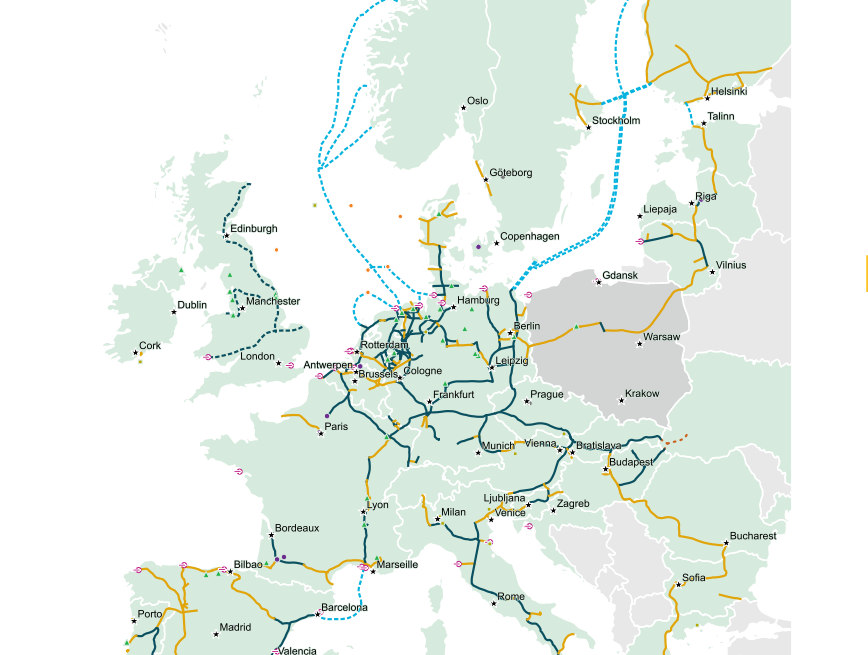 Oslo
Helsinki
Stockholm
Talinn
Göteborg
Riga
Liepaja
Edinburgh
Copenhagen
Vilnius
Gdansk
Dublin
Manchester
Hamburg
Berlin
Cork
Rotterdam
Warsaw
London
Antwerpen
Leipzig
Brussels
Cologne
Frankfurt
Prague
Krakow
Paris
Munich
Vienna
Bratislava
Budapest
Lyon
Ljubljana
Zagreb
Milan
Venice
Bordeaux
Bucharest
Bilbao
Marseille
Sofia
Rome
Barcelona
Porto
Madrid
Valencia